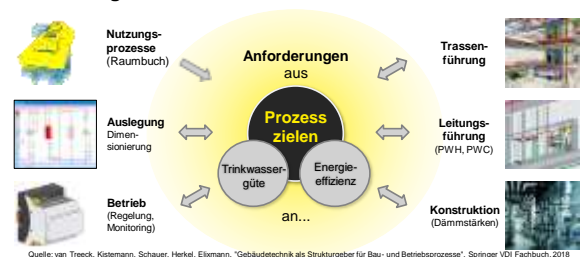 Nutzungs-
prozesse
(Raumbuch)
Anforderungen
aus
Trassen-
führung
Auslegung
Dimen-
sionierung
Prozess
zielen
Leitungs-
führung
(PWH, PWC)
Trinkwasser-
güte
Energie-
effizienz
Betrieb
(Regelung,
Monitoring)
an...
Konstruktion
(Dämmstärken)
Quelle: van Treeck, Kistemann, Schauer, Herkel, Elixmann, "Gebäudetechnik als Strukturgeber für Bau- und Betriebsprozesse", Springer VDI Fachbuch, 2018